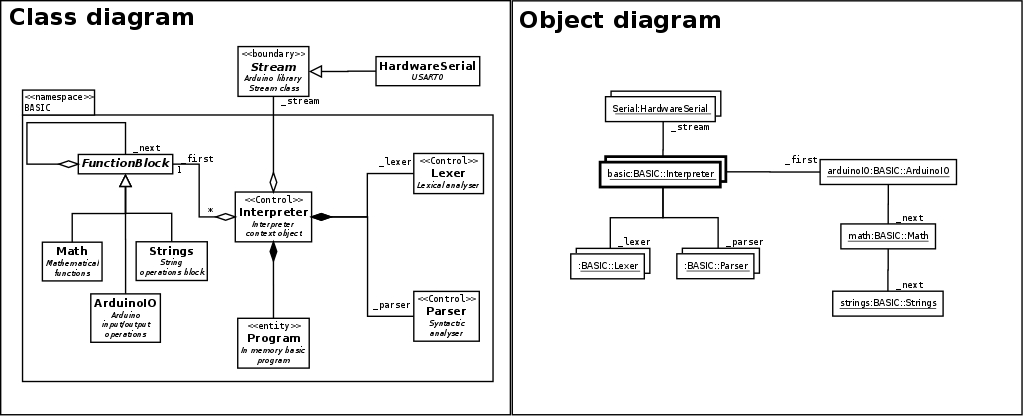 Class diagram
<<boundary>>
Stream
Arduino library
Stream class
HardwareSerial
USART0
_stream
<<namespace>>
BASIC
_next
FunctionBlock
_first
1
*
<<Control>>
Interpreter
Interpreter
context object
_lexer
<<Control>>
Lexer
Lexical analyser
Math
Mathematical
functions
Strings
String
operations block
ArduinoIO
Arduino
input/output
operations
<<entity>>
Program
In memory basic
program
_parser
<<Control>>
Parser
Syntactic
analyser
Object diagram
Serial:HardwareSerial
_stream
basic:BASIC::Interpreter
_first
arduinoIO:BASIC::ArduinoIO
_next
math:BASIC::Math
_next
strings:BASIC::Strings
_lexer
:BASIC::Lexer
_parser
:BASIC::Parser